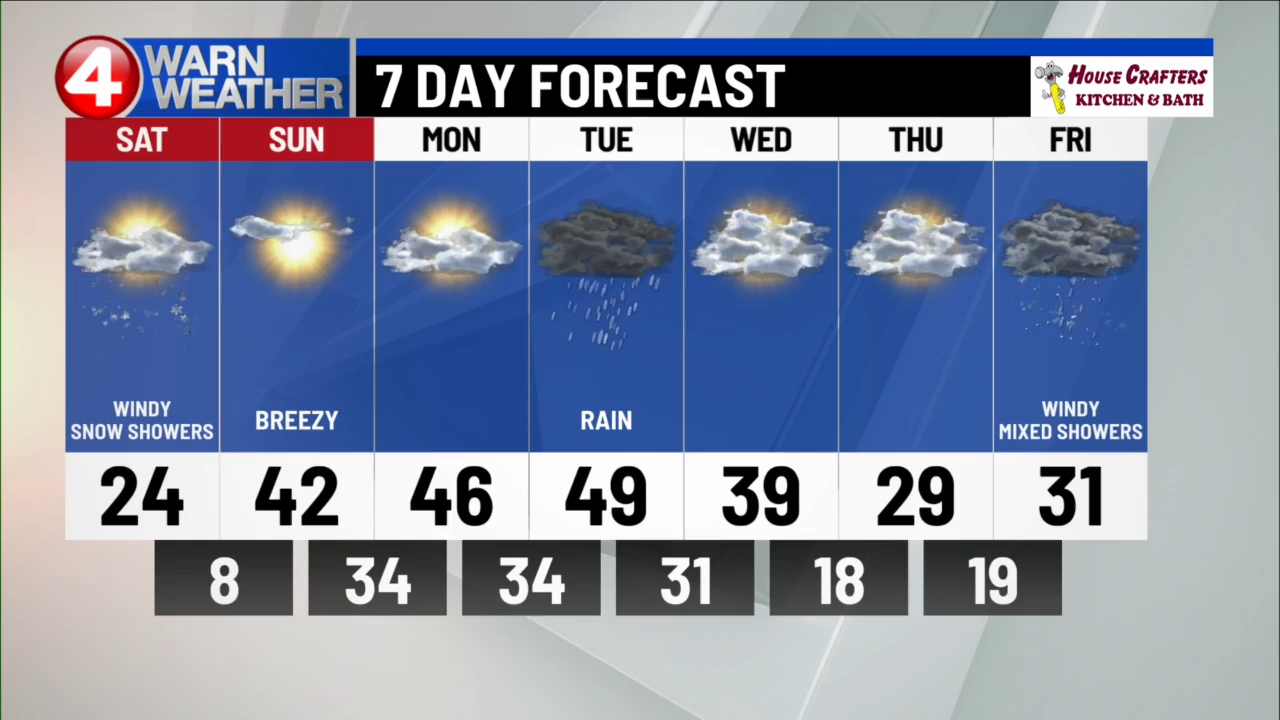 4 WARN
WEATHER
7 DAY FORECAST
HOUSE CRAFTERS
KITCHEN & BATH
SAT SUN MON TUE WED THU FRI
WINDY
SNOW SHOWERS
BREEZY
RAIN
WINDY
MIXED SHOWERS
24 42 46 49 39 29 31
8 34 34 31 18 19